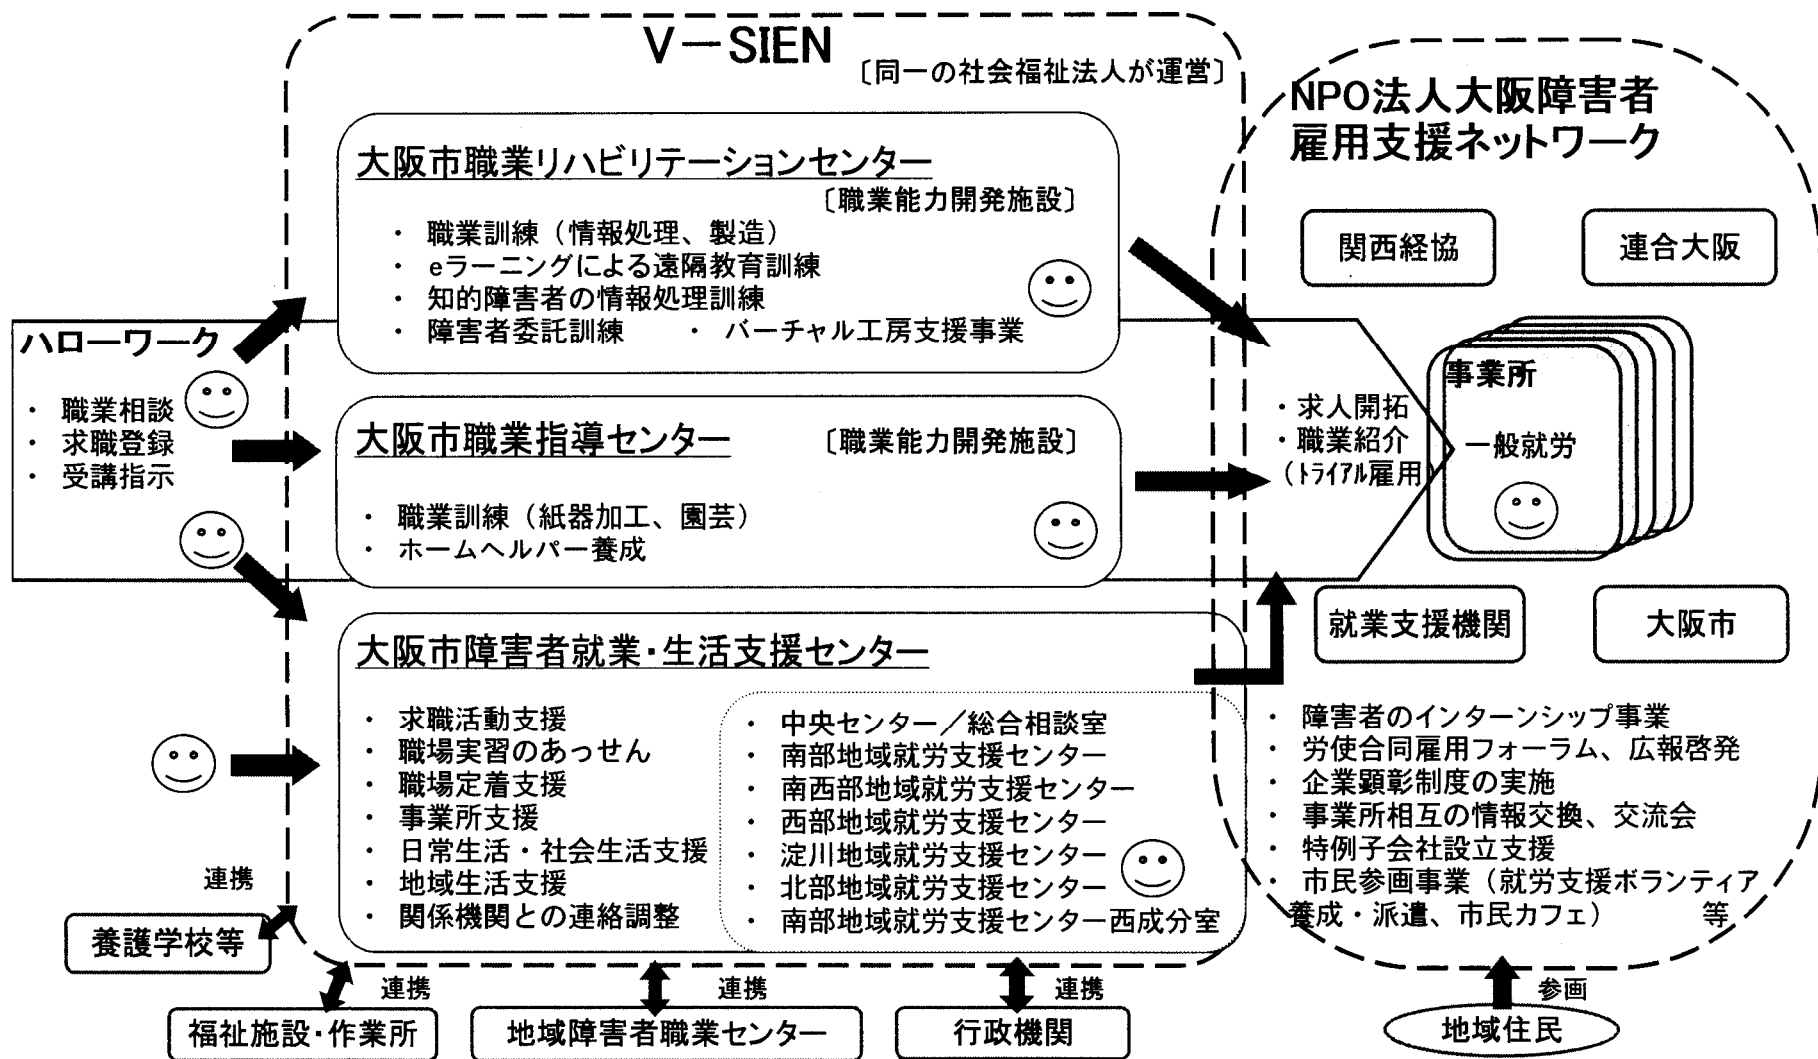 V－SIEN
〔同一の社会福祉法人が運営〕
大阪市職業リハビリテーションセンター
〔職業能力開発施設〕
・ 職業訓練（情報処理、製造）
・ eラーニングによる遠隔教育訓練
・ 知的障害者の情報処理訓練
・ 障害者委託訓練 ・ バーチャル工房支援事業
ハローワーク
・ 職業相談
・ 求職登録
・ 受講指示
大阪市職業指導センター 〔職業能力開発施設〕
・ 職業訓練（紙器加工、園芸）
・ ホームヘルパー養成
大阪市障害者就業・生活支援センター
・ 求職活動支援
・ 職場実習のあっせん
・ 職場定着支援
・ 事業所支援
・ 日常生活・社会生活支援
・ 地域生活支援
・ 関係機関との連絡調整
・ 中央センター／総合相談室
・ 南部地域就労支援センター
・ 南西部地域就労支援センター
・ 西部地域就労支援センター
・ 淀川地域就労支援センター
・ 北部地域就労支援センター
・ 南部地域就労支援センター西成分室
NPO法人大阪障害者
雇用支援ネットワーク
関西経協
連合大阪
・求人開拓
・職業紹介
（トライアル雇用）
事業所
一般就労
就業支援機関
大阪市
・ 障害者のインターンシップ事業
・ 労使合同雇用フォーラム、広報啓発
・ 企業顕彰制度の実施
・ 事業所相互の情報交換、交流会
・ 特例子会社設立支援
・ 市民参画事業（就労支援ボランティア
養成・派遣、市民カフェ） 等
連携
養護学校等
連携
福祉施設・作業所
連携
地域障害者職業センター
連携
行政機関
参画
地域住民